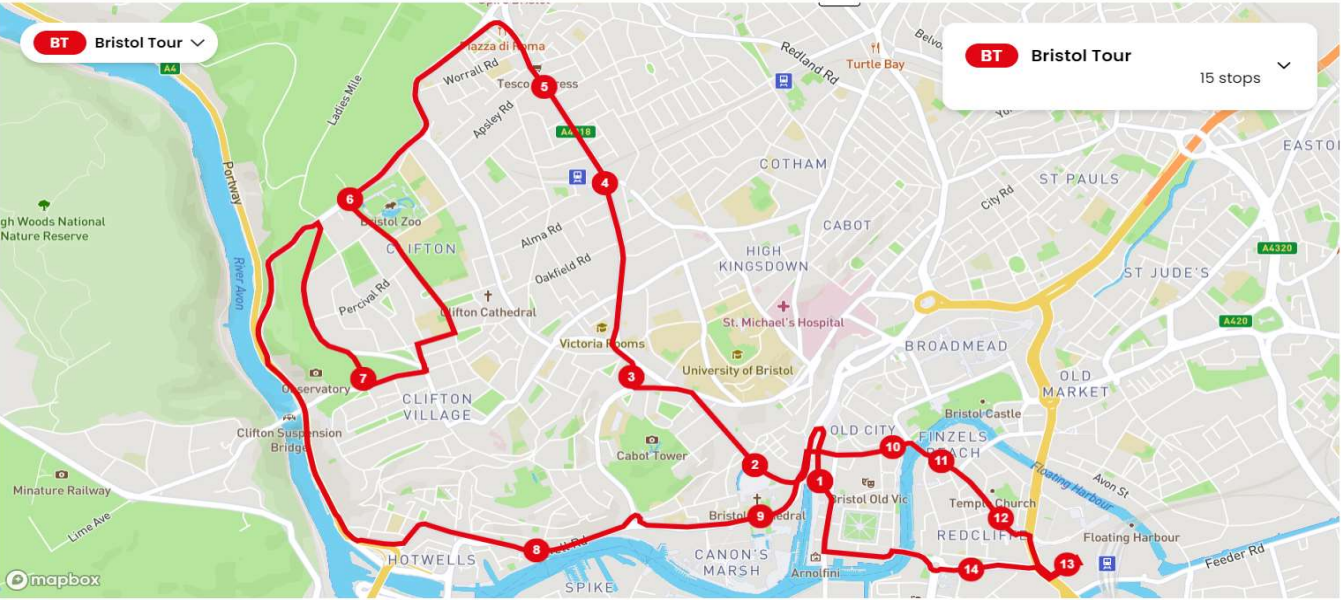 BT Bristol Tour
BT Bristol Tour
15 stops
A4
Piazza di Roma
Worrall Rd
Tesco Express
Redland Rd
Turtle Bay
Ladies Mile
5
Apsley Rd
EASTO
COTHAM
ST PAULS
4
Portway
City Rd
6
Bristol Zoo
gh Woods National
Nature Reserve
CABOT
Alma Rd
CLIFTON
HIGH
KINGSDOWN
A4320
ST JUDE'S
River Avon
Oakfield Rd
Percival Rd
Clifton Cathedral
St. Michael's Hospital
A420
Victoria Rooms
BROADMEAD
University of Bristol
3
7
Observatory
OLD
MARKET
CLIFTON
VILLAGE
Bristol Castle
Clifton Suspension
Bridge
OLD CITY
FINZELS
REACH
10
Cabot Tower
11
2
Floating Harbour
Avon St
Minature Railway
1
Bristol Old Vic
Temple Church
Bristol Cathedral
9
12
Lime Ave
REDCLIFFE
Floating Harbour
8
HOTWELLS
CANON'S
MARSH
Feeder Rd
13
14
Arnolfini
mapbox
SPIKE